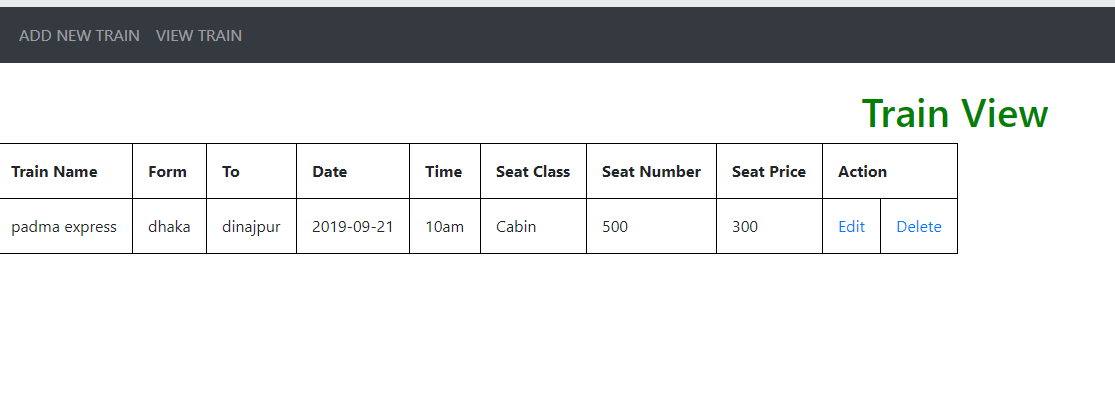 ADD NEW TRAIN VIEW TRAIN
Train View
Train Name Form To Date Time Seat Class Seat Number Seat Price Action
padma express dhaka dinajpur 2019-09-21 10am Cabin 500 300 Edit Delete